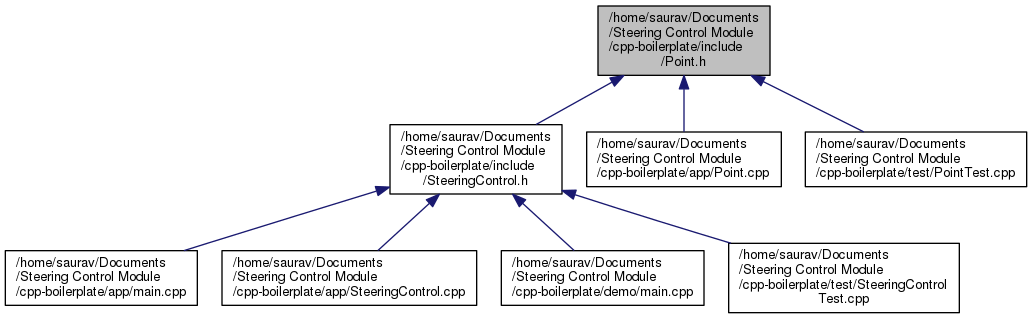 /home/saurav/Documents
/Steering Control Module
/cpp-boilerplate/include
/Point.h
/home/saurav/Documents
/Steering Control Module
/cpp-boilerplate/include
/SteeringControl.h
/home/saurav/Documents
/Steering Control Module
/cpp-boilerplate/app/Point.cpp
/home/saurav/Documents
/Steering Control Module
/cpp-boilerplate/test/PointTest.cpp
/home/saurav/Documents
/Steering Control Module
/cpp-boilerplate/app/main.cpp
/home/saurav/Documents
/Steering Control Module
/cpp-boilerplate/app/SteeringControl.cpp
/home/saurav/Documents
/Steering Control Module
/cpp-boilerplate/demo/main.cpp
/home/saurav/Documents
/Steering Control Module
/cpp-boilerplate/test/SteeringControl
Test.cpp